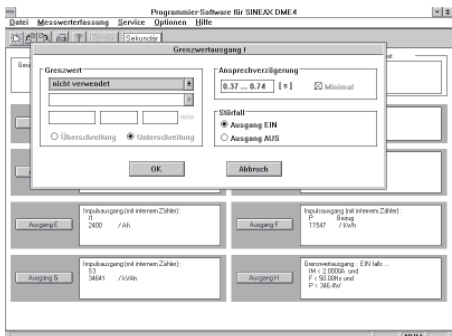 Programmier-Software für SINEAX DME4
Datei Messwerterfassung Service Optionen Hilfe
Sekundär
Grenzwertausgang I
Grenzwert
nicht verwendet
min
Überschreitung
Unterschreitung
Ansprechverzögerung
0.37 ... 0.74 [s]
Minimal
Störfall
Ausgang EIN
Ausgang AUS
OK
Abbruch
Ausgang E
Impulsausgang (mit internem Zähler):
I1
2400 / Ah
Ausgang F
Impulsausgang (mit internem Zähler) :
P Bezug
11547 / kWh
Ausgang G
Impulsausgang (mit internem Zähler):
S3
34641 / kVAh
Ausgang H
Grenzwertausgang : EIN falls ...
IM < 2.0000A und
F < 50.00Hz und
P < 346.4W
NUM